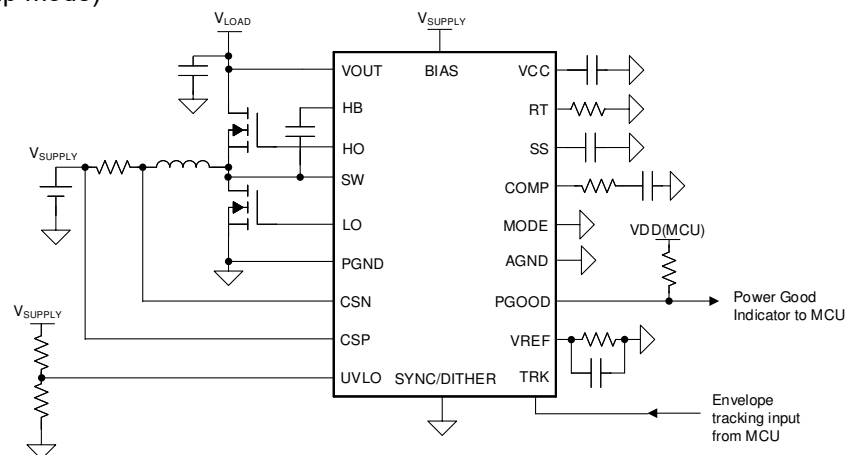 p mode)
VLOAD
VSUPPLY
VOUT
BIAS
VCC
HB
RT
HO
SS
VSUPPLY
SW
COMP
LO
MODE
VDD(MCU)
PGND
AGND
CSN
PGOOD
Power Good
Indicator to MCU
VSUPPLY
CSP
VREF
UVLO
SYNC/DITHER
TRK
Envelope
tracking input
from MCU